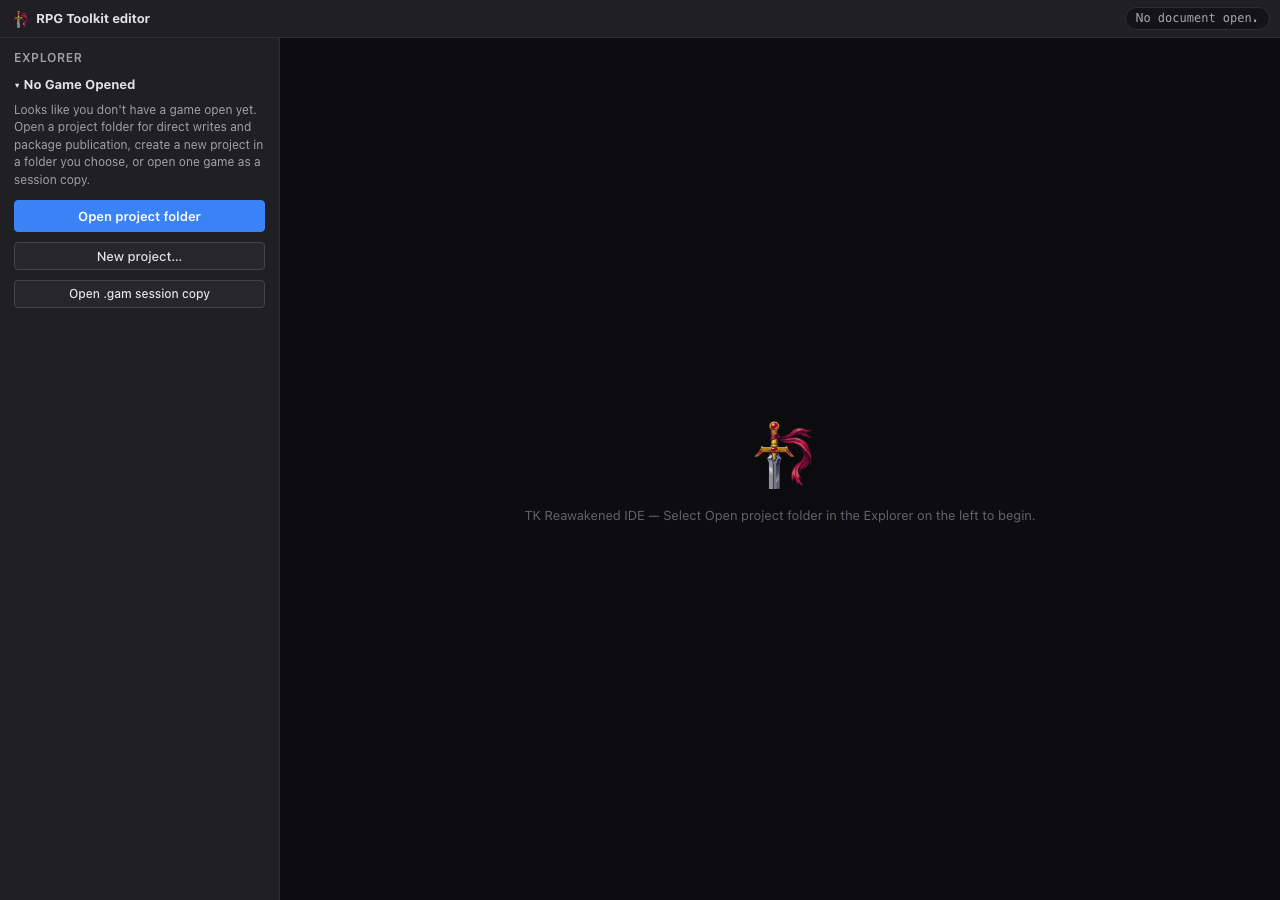 RPG Toolkit editor
No document open.
EXPLORER
▾ No Game Opened
Looks like you don't have a game open yet.
Open a project folder for direct writes and
package publication, create a new project in
a folder you choose, or open one game as a
session copy.
Open project folder
New project...
Open .gam session copy
TK Reawakened IDE — Select Open project folder in the Explorer on the left to begin.